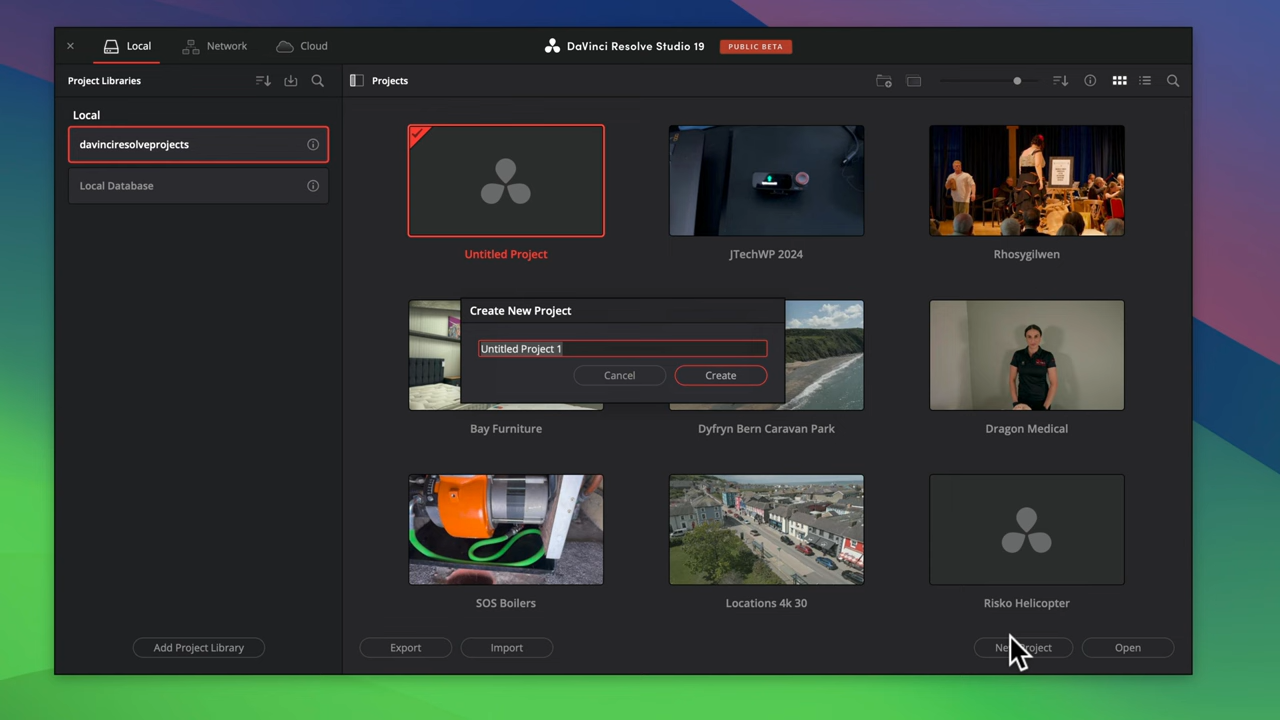 Local
Network
Cloud
DaVinci Resolve Studio 19
PUBLIC BETA
Project Libraries
Projects
Local
davinciresolveprojects
Local Database
Untitled Project
JTechWP 2024
Rhosygilwen
Create New Project
Untitled Project 1
Cancel
Create
Bay Furniture
Dyfryn Bern Caravan Park
Dragon Medical
SOS Boilers
Locations 4k 30
Risko Helicopter
Add Project Library
Export
Import
New Project
Open